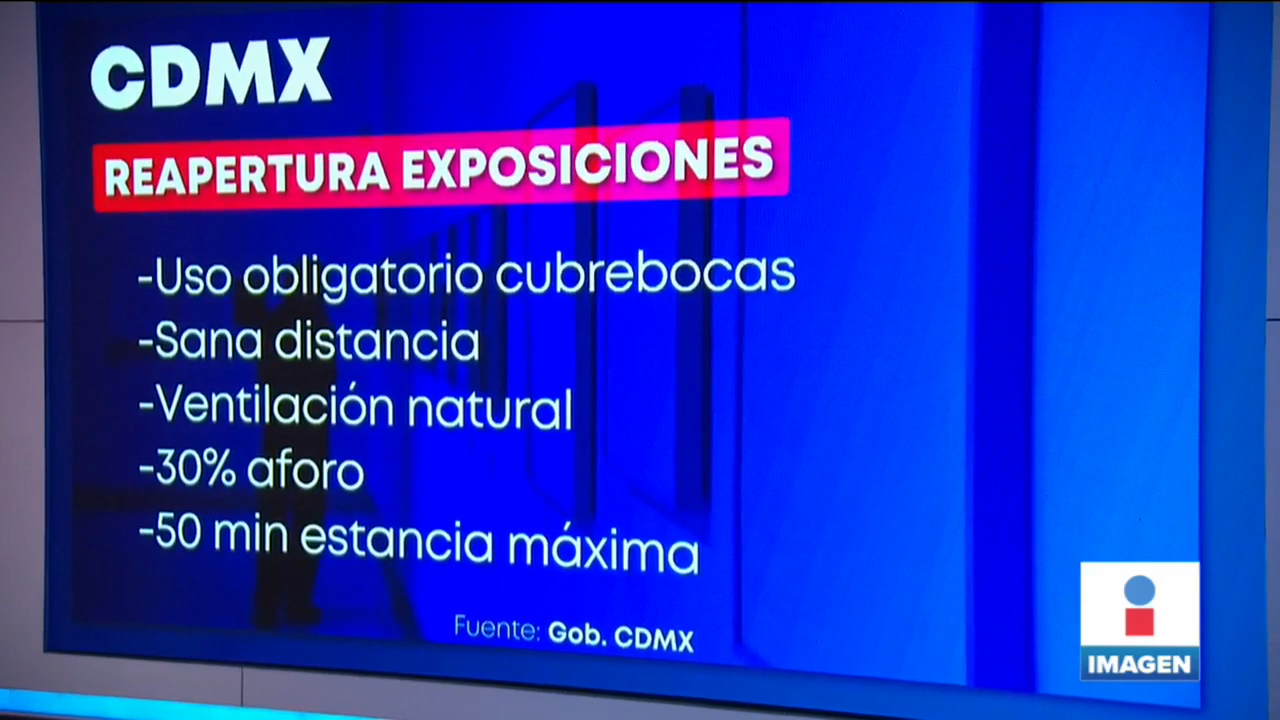 CDMX
REAPERTURA EXPOSICIONES
-Uso obligatorio cubrebocas
-Sana distancia
-Ventilación natural
-30% aforo
-50 min estancia máxima
Fuente: Gob. CDMX
IMAGEN